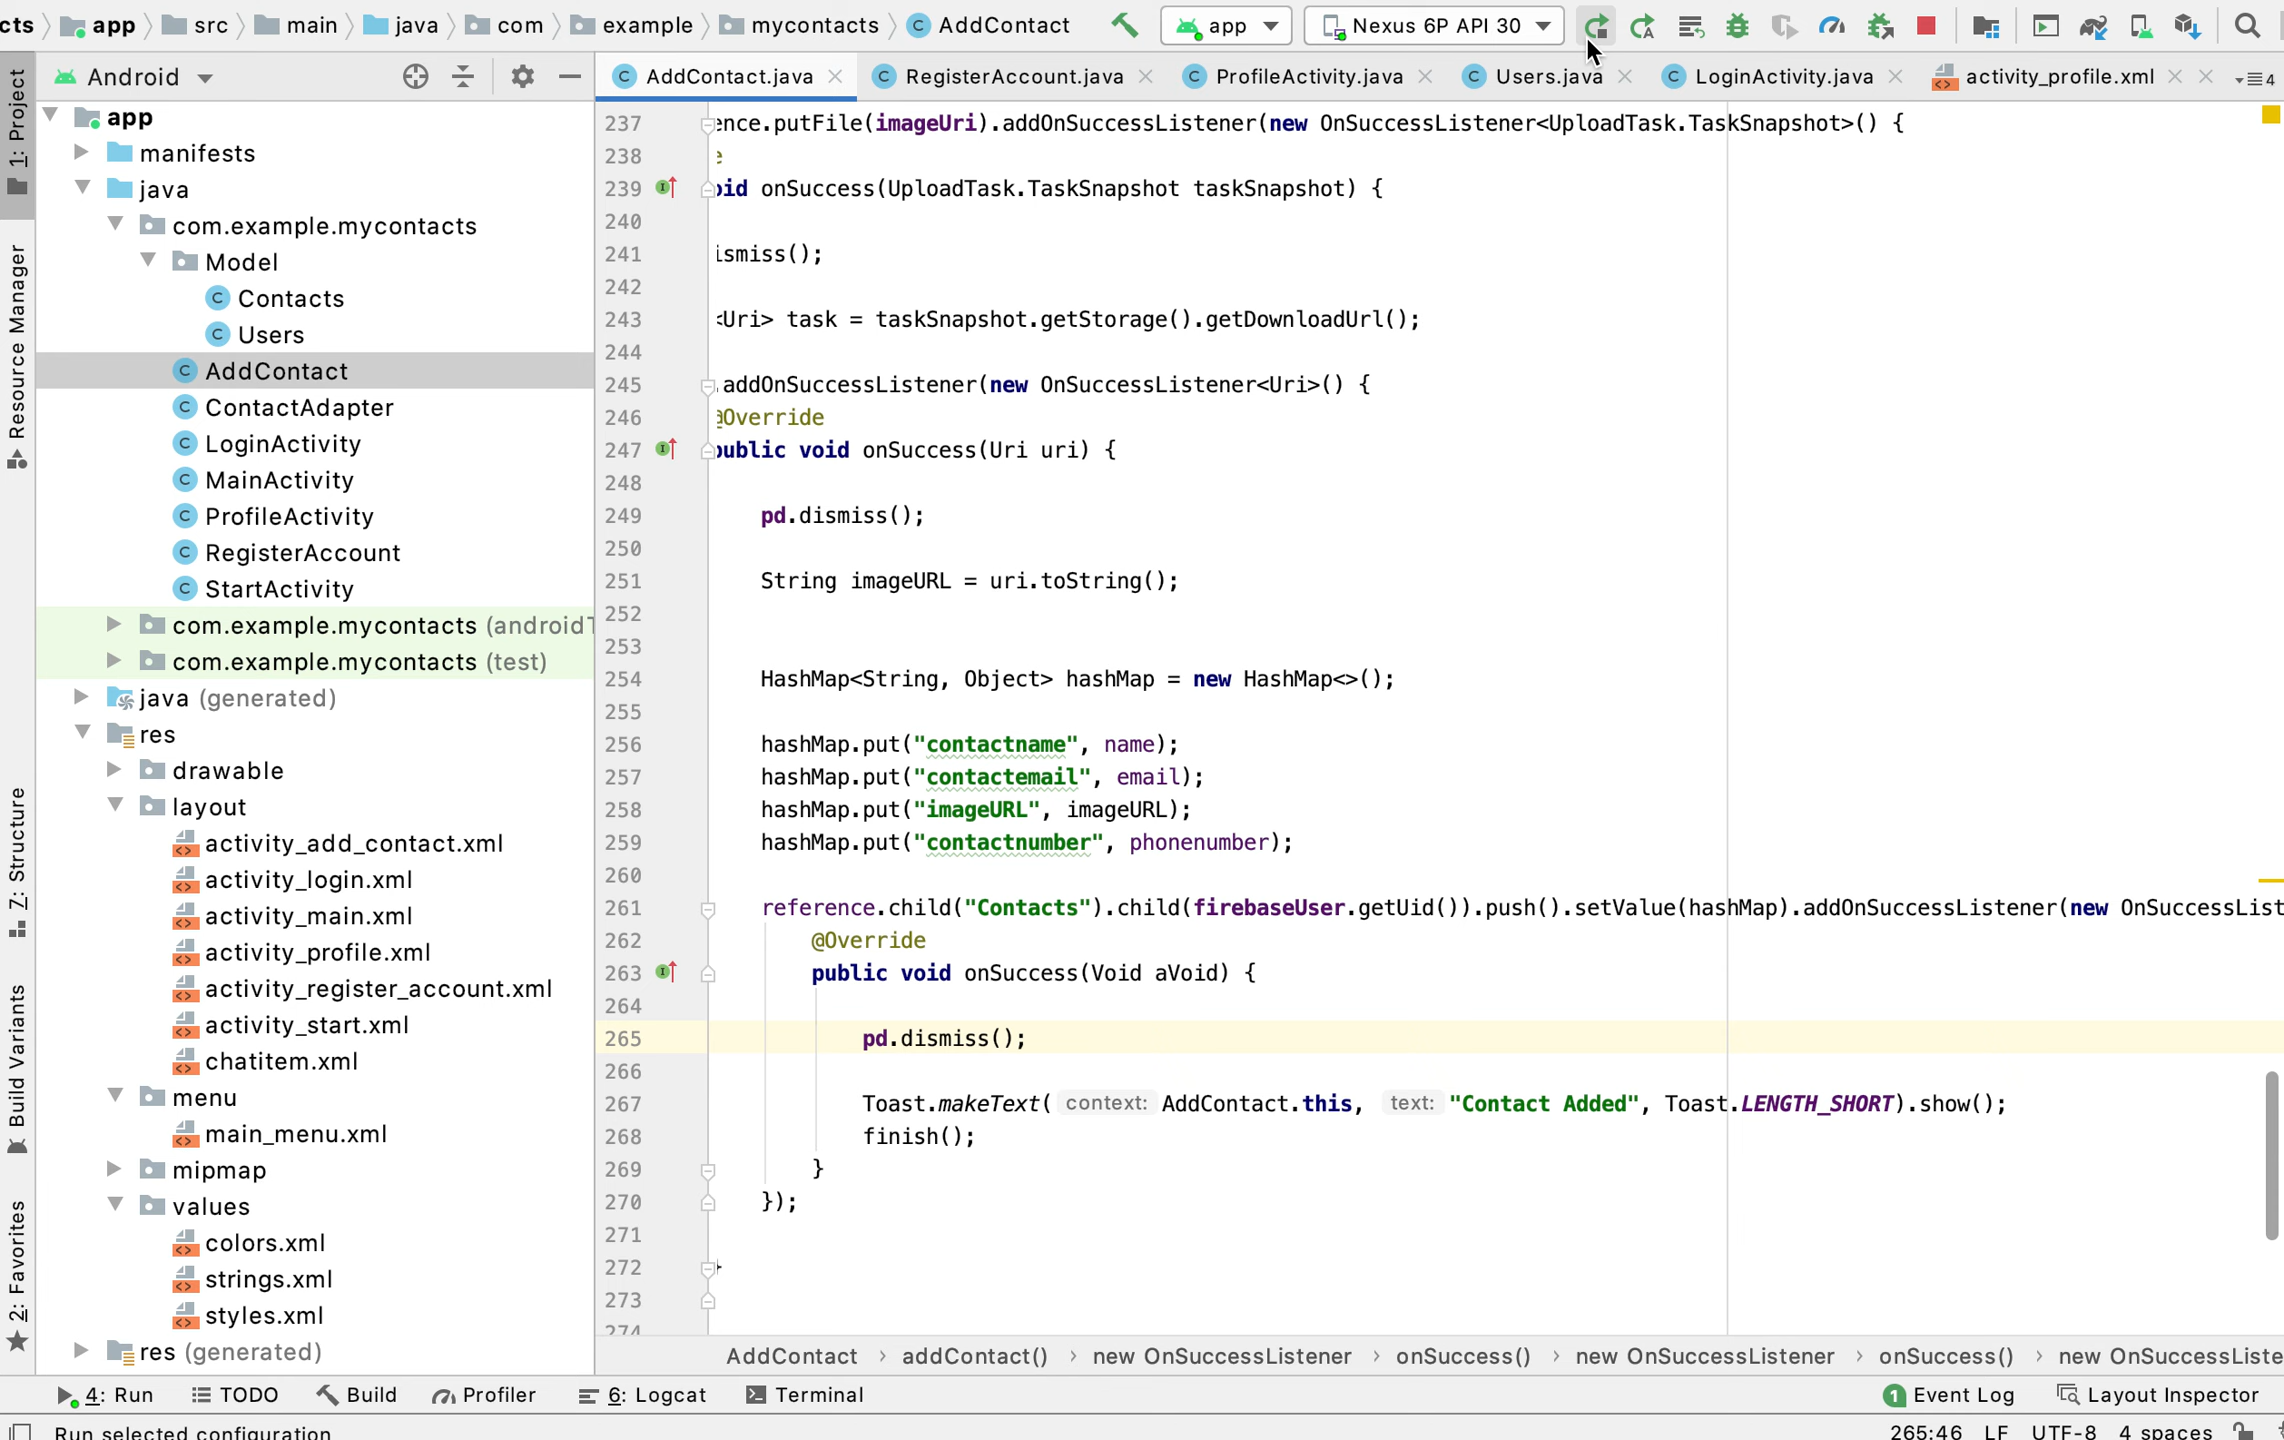 cts app src main java com example mycontacts AddContact app Nexus 6P API 30
Android
AddContact.java RegisterAccount.java ProfileActivity.java Users.java LoginActivity.java activity_profile.xml 4
1: Project
Resource Manager
7: Structure
Build Variants
2: Favorites
app
manifests
java
com.example.mycontacts
Model
Contacts
Users
AddContact
ContactAdapter
LoginActivity
MainActivity
ProfileActivity
RegisterAccount
StartActivity
com.example.mycontacts (android
com.example.mycontacts (test)
java (generated)
res
drawable
layout
activity_add_contact.xml
activity_login.xml
activity_main.xml
activity_profile.xml
activity_register_account.xml
activity_start.xml
chatitem.xml
menu
main_menu.xml
mipmap
values
colors.xml
strings.xml
styles.xml
res (generated)
237 ence.putFile(imageUri).addOnSuccessListener(new OnSuccessListener<UploadTask.TaskSnapshot>() {
238 e
239 oid onSuccess(UploadTask.TaskSnapshot taskSnapshot) {
240
241 ismiss();
242
243 <Uri> task = taskSnapshot.getStorage().getDownloadUrl();
244
245 .addOnSuccessListener(new OnSuccessListener<Uri>() {
246 @Override
247 public void onSuccess(Uri uri) {
248
249 pd.dismiss();
250
251 String imageURL = uri.toString();
252
253
254 HashMap<String, Object> hashMap = new HashMap<>();
255
256 hashMap.put("contactname", name);
257 hashMap.put("contactemail", email);
258 hashMap.put("imageURL", imageURL);
259 hashMap.put("contactnumber", phonenumber);
260
261 reference.child("Contacts").child(firebaseUser.getUid()).push().setValue(hashMap).addOnSuccessListener(new OnSuccessList
262 @Override
263 public void onSuccess(Void aVoid) {
264
265 pd.dismiss();
266
267 Toast.makeText( context: AddContact.this, text: "Contact Added", Toast.LENGTH_SHORT).show();
268 finish();
269 }
270 });
271
272 }
273
274
AddContact › addContact() › new OnSuccessListener › onSuccess() › new OnSuccessListener › onSuccess() › new OnSuccessListe
4: Run TODO Build Profiler 6: Logcat Terminal 1 Event Log Layout Inspector
Run selected configuration 265:46 LF UTF-8 4 spaces